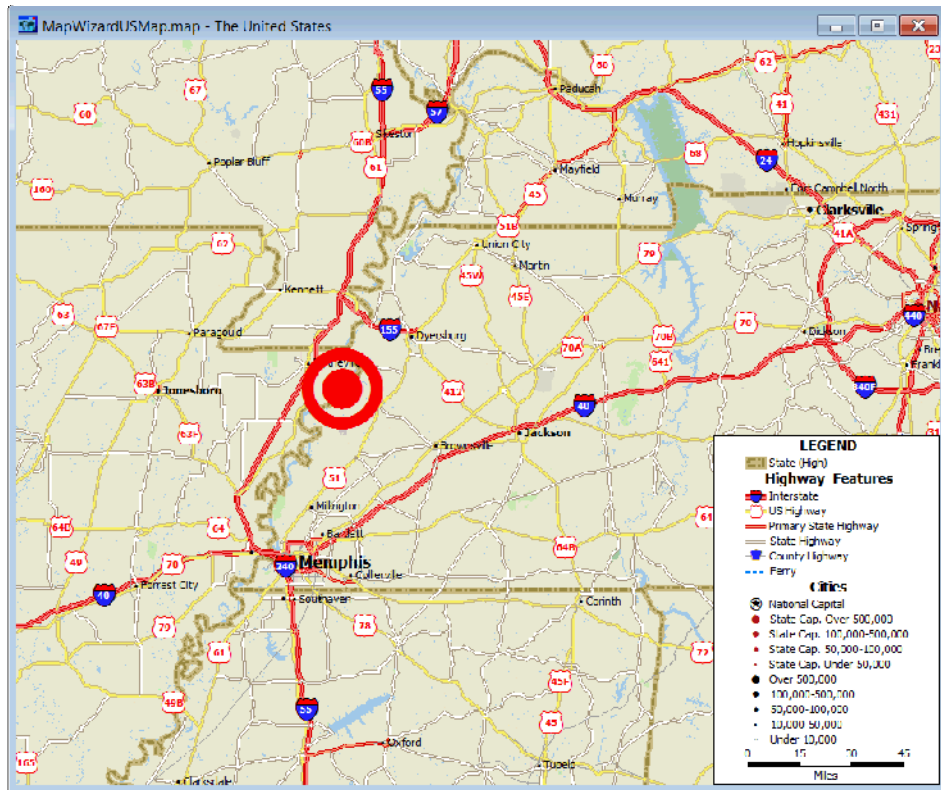 MapWizardUSMap.map - The United States
67
55
60
62
60
Paducah
57
41
431
60B
Poplar Bluff
61
68
24
Hopkinsville
160
Mayfield
45
Murray
Fort Campbell North
Clarksville
51B
41A
62
Union City
79
45W
Martin
45E
Kennett
63
67F
Paragould
155
Dyersburg
70B
70
Dickson
440
70A
641
63B
Jonesboro
412
40
63F
Jackson
Brownsville
51
Millington
64D
64
Bartlett
64B
49
70
Memphis
240
Collierville
40
Forrest City
Southaven
Corinth
79
78
61
72
49B
45
55
Oxford
165
Clarksdale
Tupelo
LEGEND
State (High)
Highway Features
Interstate
US Highway
Primary State Highway
State Highway
County Highway
Ferry
Cities
National Capital
State Cap. Over 500,000
State Cap. 100,000-500,000
State Cap. 50,000-100,000
State Cap. Under 50,000
Over 500,000
100,000-500,000
50,000-100,000
10,000-50,000
Under 10,000
0 15 30 45
Miles